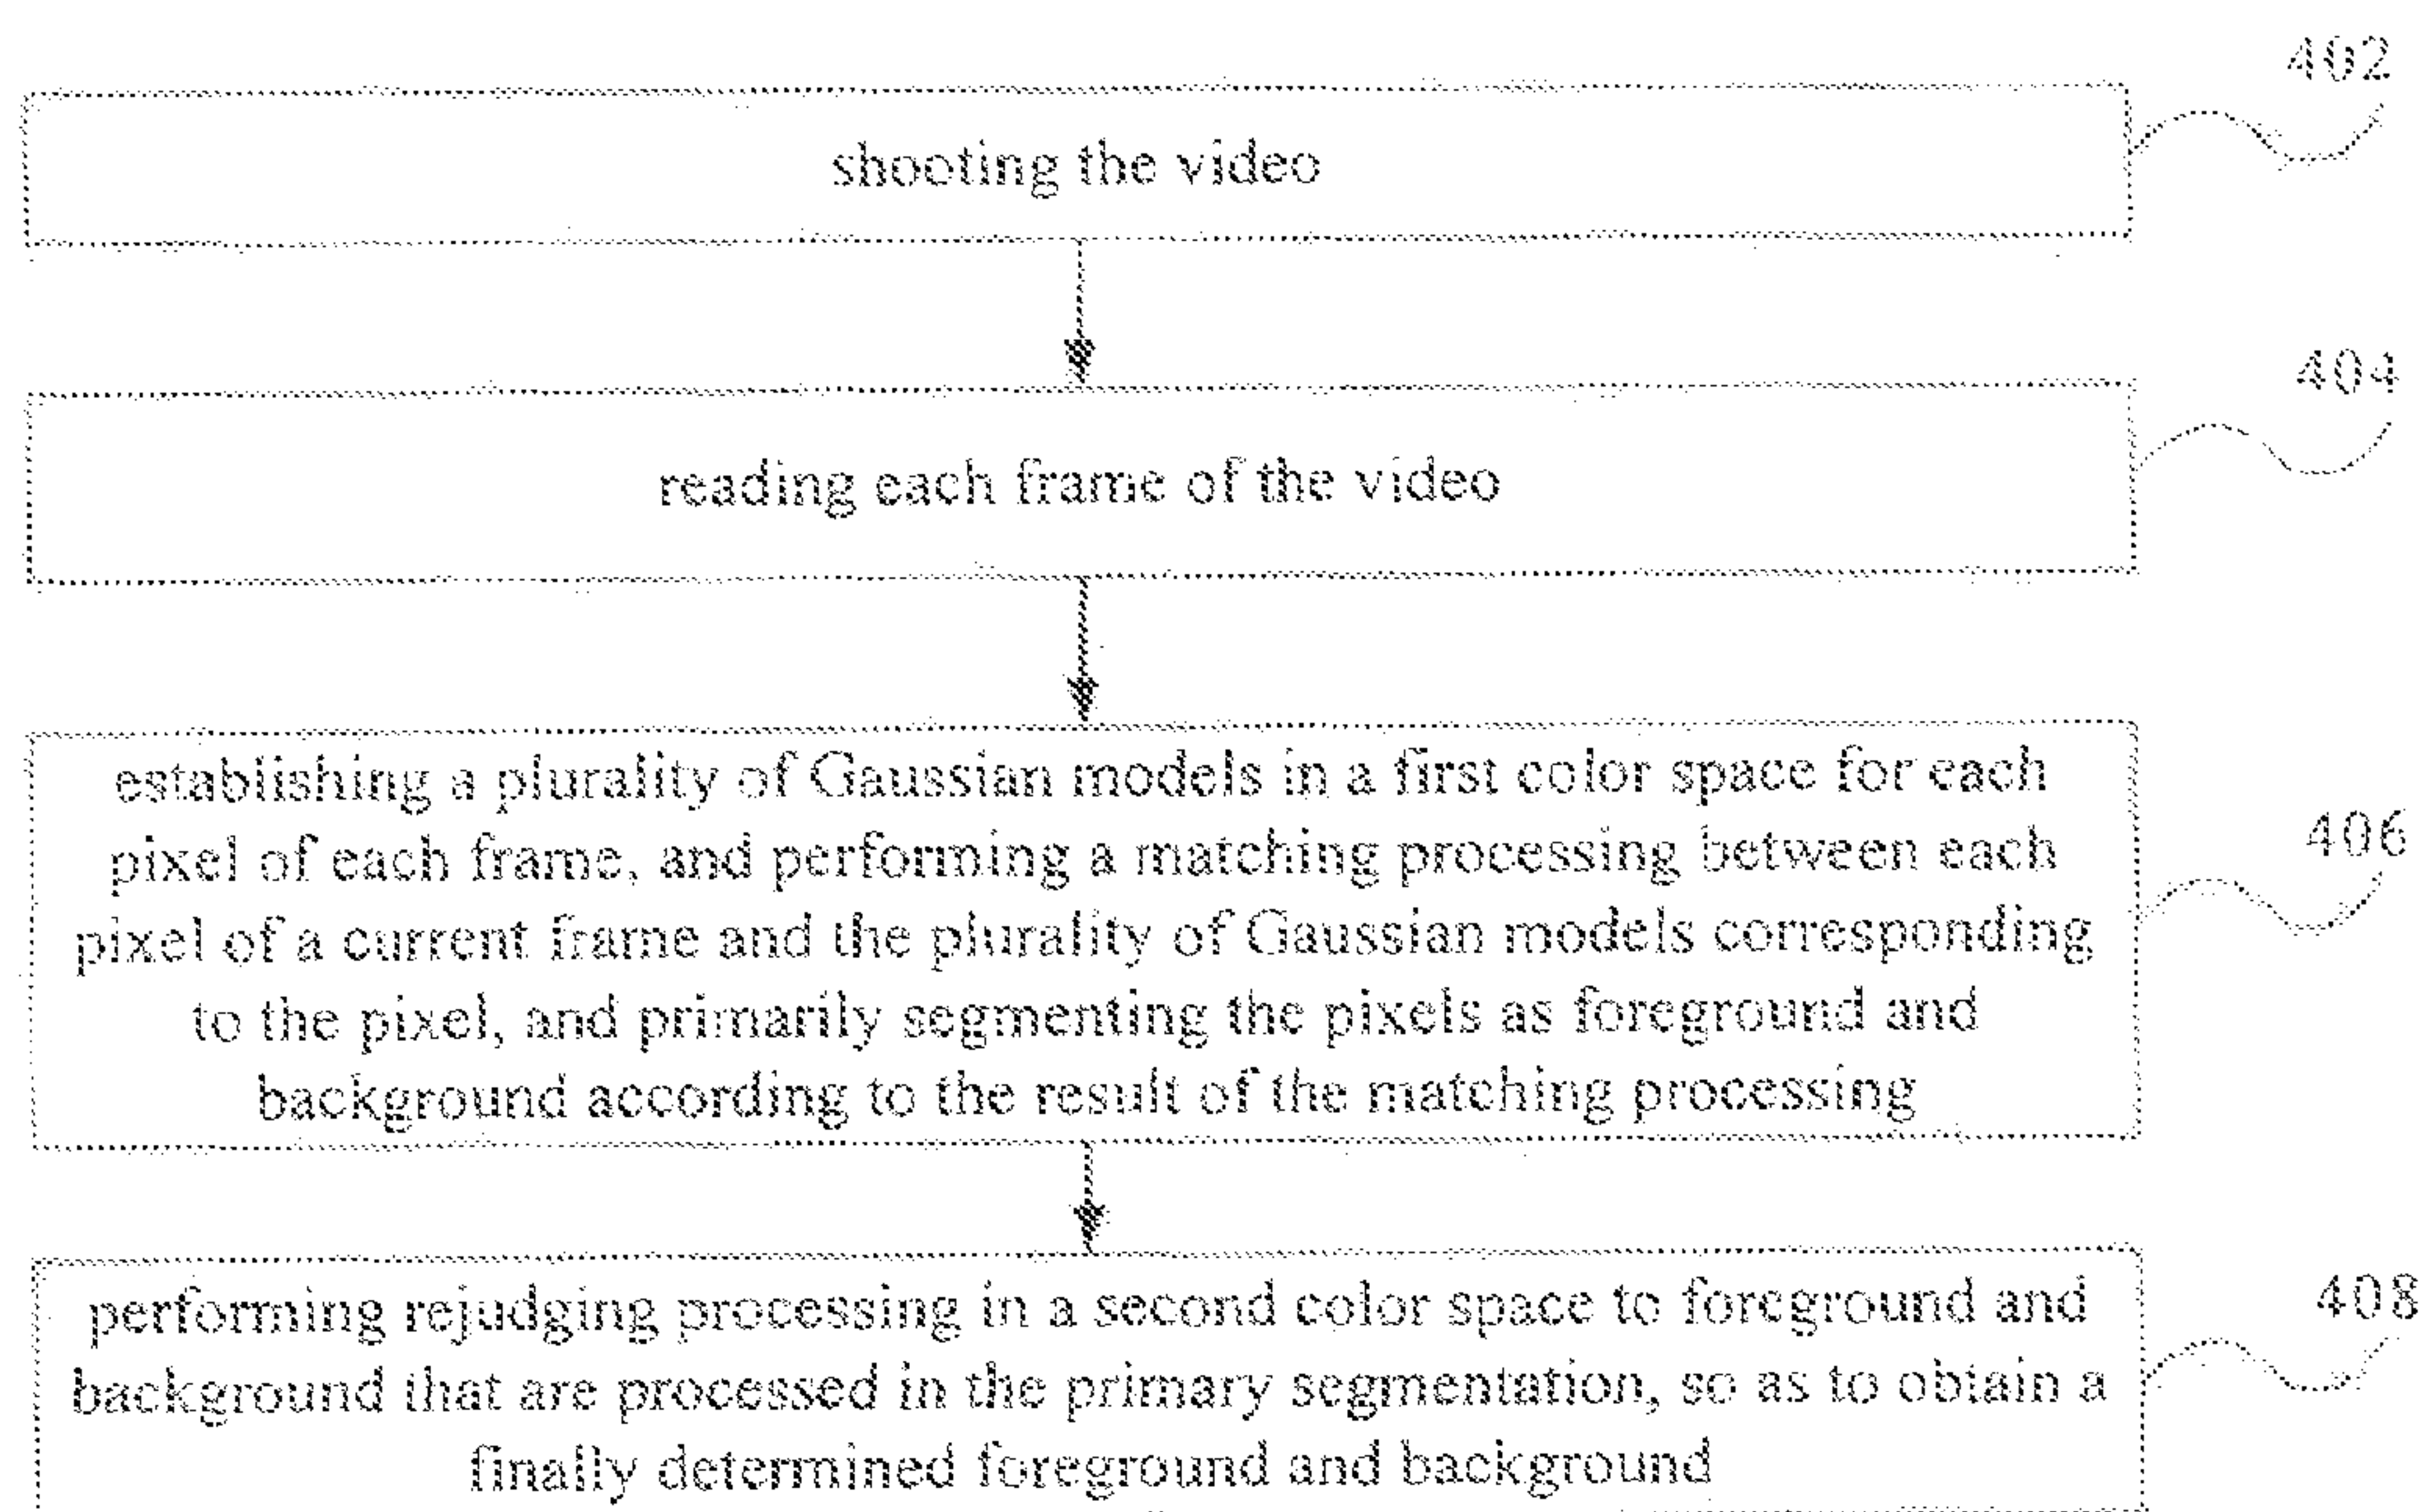 402
shooting the video
404
reading each frame of the video
establishing a plurality of Gaussian models in a first color space for each
pixel of each frame, and performing a matching processing between each
406
pixel of a current frame and the plurality of Gaussian models corresponding
to the pixel, and primarily segmenting the pixels as foreground and
background according to the result of the matching processing
performing rejudging processing in a second color space to foreground and
408
background that are processed in the primary segmentation, so as to obtain a
finally determined foreground and background